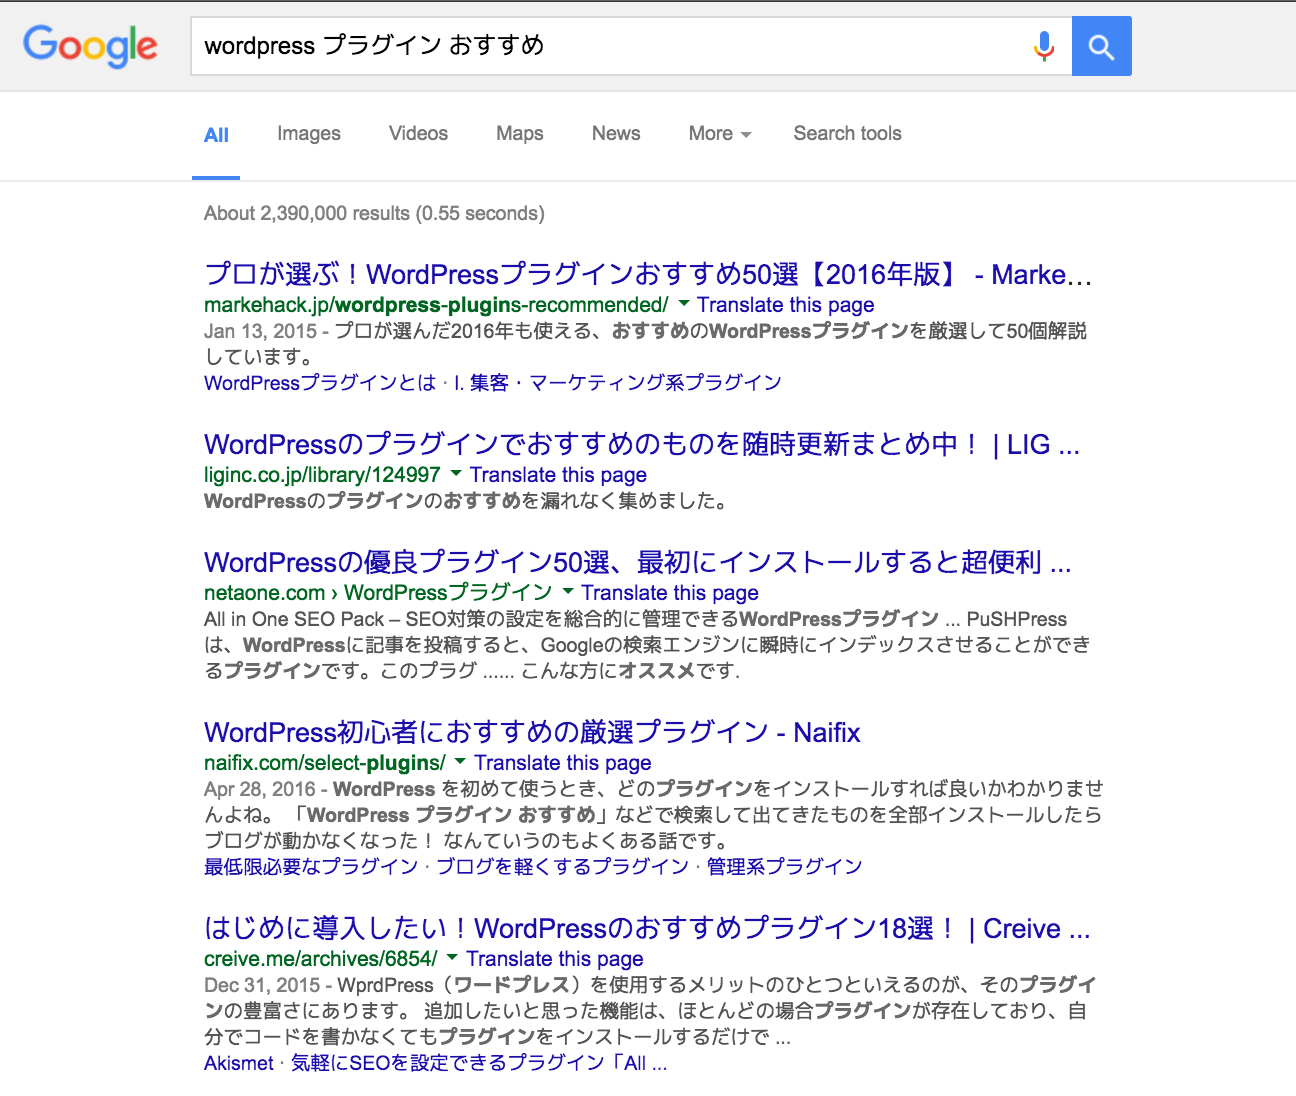 Google
wordpress プラグイン おすすめ
All Images Videos Maps News More Search tools
About 2,390,000 results (0.55 seconds)
プロが選ぶ！WordPressプラグインおすすめ50選【2016年版】 - Marke...
markehack.jp/wordpress-plugins-recommended/ Translate this page
Jan 13, 2015 - プロが選んだ2016年も使える、おすすめのWordPressプラグインを厳選して50個解説
しています。
WordPressプラグインとは · I. 集客・マーケティング系プラグイン
WordPressのプラグインでおすすめのものを随時更新まとめ中！ | LIG ...
liginc.co.jp/library/124997 Translate this page
WordPressのプラグインのおすすめを漏れなく集めました。
WordPressの優良プラグイン50選、最初にインストールすると超便利 ...
netaone.com › WordPressプラグイン Translate this page
All in One SEO Pack – SEO対策の設定を総合的に管理できるWordPressプラグイン ... PuSHPress
は、WordPressに記事を投稿すると、Googleの検索エンジンに瞬時にインデックスさせることができ
るプラグインです。このプラグ ...... こんな方にオススメです.
WordPress初心者におすすめの厳選プラグイン - Naifix
naifix.com/select-plugins/ Translate this page
Apr 28, 2016 - WordPress を初めて使うとき、どのプラグインをインストールすれば良いかわかりませ
んよね。 「WordPress プラグイン おすすめ」などで検索して出てきたものを全部インストールしたら
ブログが動かなくなった！ なんていうのもよくある話です。
最低限必要なプラグイン · ブログを軽くするプラグイン · 管理系プラグイン
はじめに導入したい！WordPressのおすすめプラグイン18選！ | Creive ...
creive.me/archives/6854/ Translate this page
Dec 31, 2015 - WprdPress（ワードプレス）を使用するメリットのひとつといえるのが、そのプラグイ
ンの豊富さにあります。 追加したいと思った機能は、ほとんどの場合プラグインが存在しており、自
分でコードを書かなくてもプラグインをインストールするだけで ...
Akismet · 気軽にSEOを設定できるプラグイン「All ...